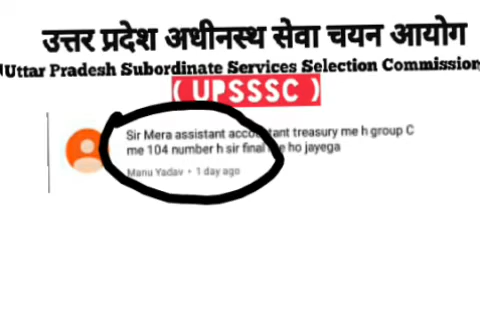 उत्तर प्रदेश अधीनस्थ सेवा चयन आयोग
Uttar Pradesh Subordinate Services Selection Commission
( UPSSSC )
Sir Mera assistant accountant treasury me h group C
me 104 number h sir final me ho jayega
Manu Yadav • 1 day ago